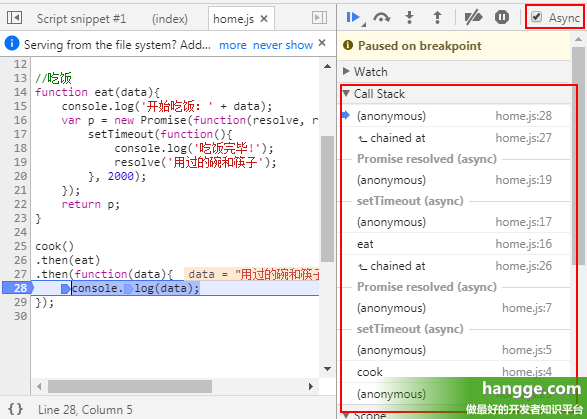 Script snippet #1 (index) home.js ×
Async
Serving from the file system? Add... more never show ×
Paused on breakpoint
Watch
Call Stack
(anonymous) home.js:28
chained at home.js:27
Promise resolved (async)
(anonymous) home.js:19
setTimeout (async)
(anonymous) home.js:17
eat home.js:16
chained at home.js:26
Promise resolved (async)
(anonymous) home.js:7
setTimeout (async)
(anonymous) home.js:5
cook home.js:4
(anonymous)
Scope
12
13 //吃饭
14 function eat(data){
15 console.log('开始吃饭: ' + data);
16 var p = new Promise(function(resolve, r
17 setTimeout(function(){
18 console.log('吃饭完毕!');
19 resolve('用过的碗和筷子');
20 }, 2000);
21 });
22 return p;
23 }
24
25 cook()
26 .then(eat)
27 .then(function(data){ data = "用过的碗和筷子
28 console.log(data);
29 });
30
{} Line 28, Column 5
hangge.com
做最好的开发者知识平台